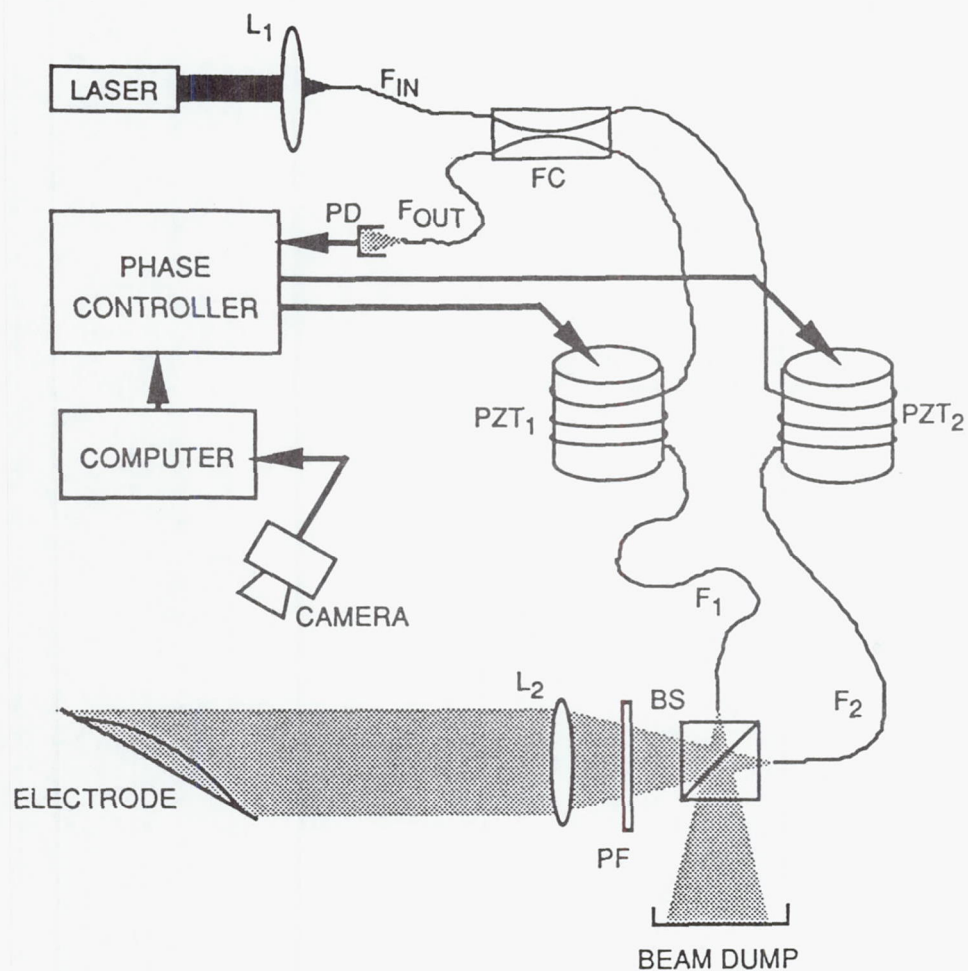 L1
LASER
FIN
FC
PD
FOUT
PHASE
CONTROLLER
PZT1
PZT2
COMPUTER
CAMERA
F1
L2
BS
F2
ELECTRODE
PF
BEAM DUMP